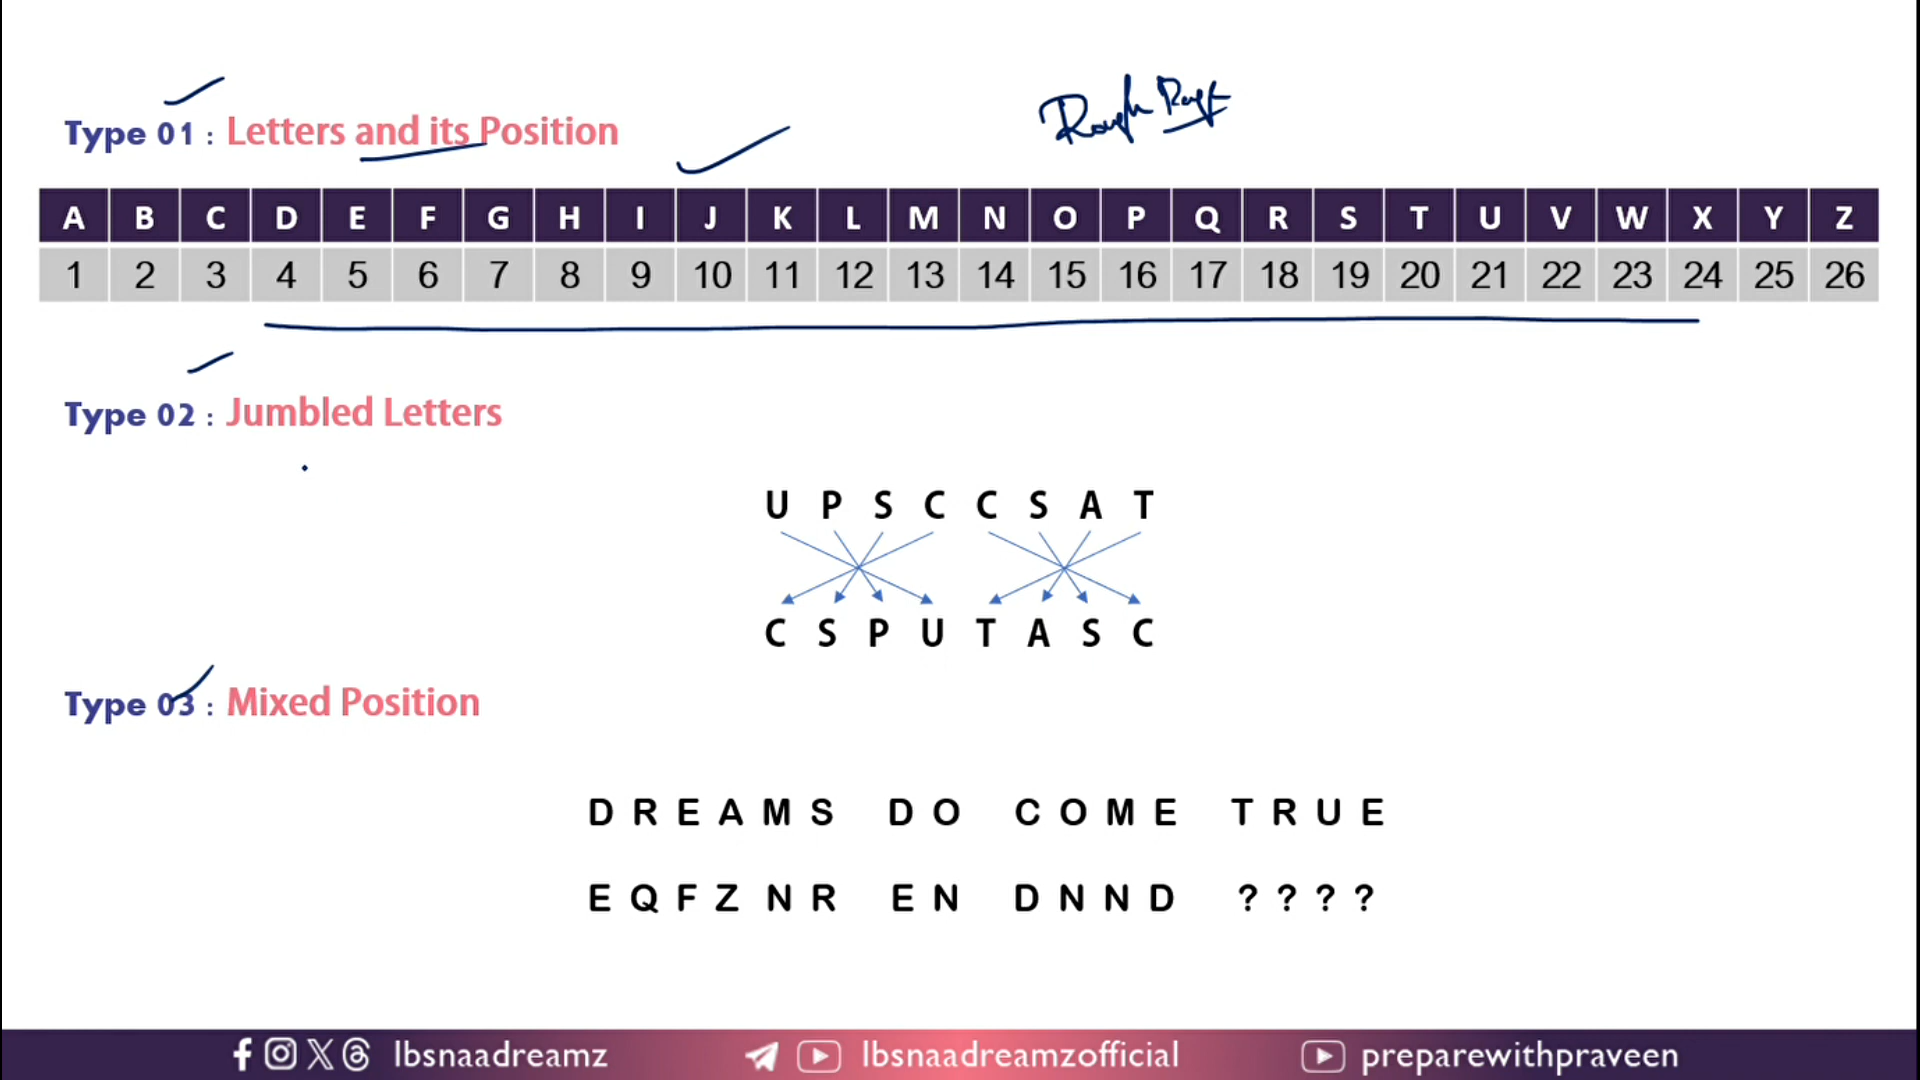 Rough Page
Type 01 : Letters and its Position
A B C D E F G H I J K L M N O P Q R S T U V W X Y Z
1 2 3 4 5 6 7 8 9 10 11 12 13 14 15 16 17 18 19 20 21 22 23 24 25 26
Type 02 : Jumbled Letters
U P S C C S A T
C S P U T A S C
Type 03 : Mixed Position
D R E A M S D O C O M E T R U E
E Q F Z N R E N D N N D ? ? ? ?
lbsnaadreamz lbsnaadreamzofficial preparewithpraveen